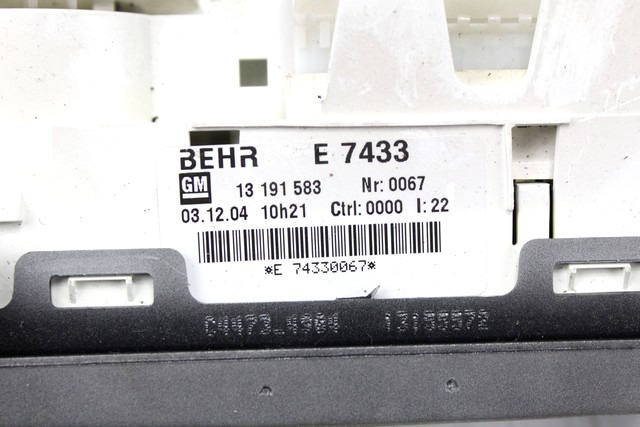 BEHR E 7433
GM 13 191 583 Nr: 0067
03.12.04 10h21 Ctrl: 0000 I: 22
*E 74330067*